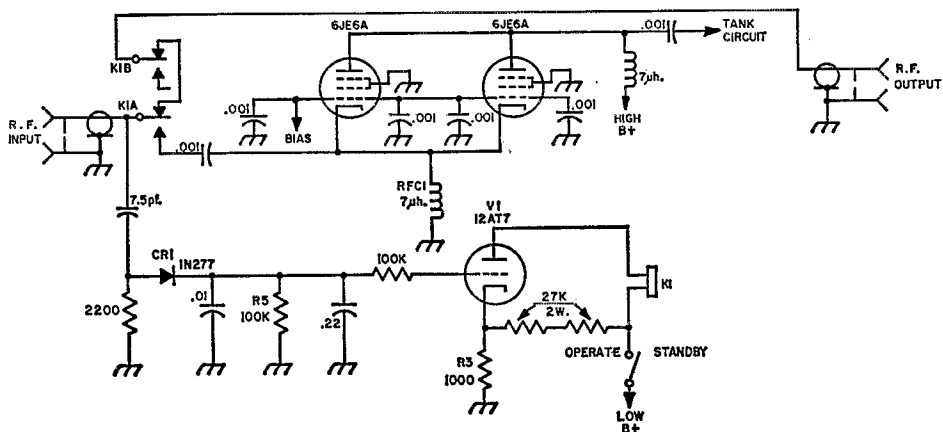 6JE6A
6JE6A
.001
TANK
CIRCUIT
K1B
K1A
7µh.
.001
.001
.001
.001
R.F.
INPUT
BIAS
HIGH
B+
R.F.
OUTPUT
.001
RFC1
7µh.
7.5pf.
V1
12AT7
CR1
1N277
100K
K1
2200
.01
R5
100K
.22
27K
2W.
OPERATE
STANDBY
R3
1000
LOW
B+